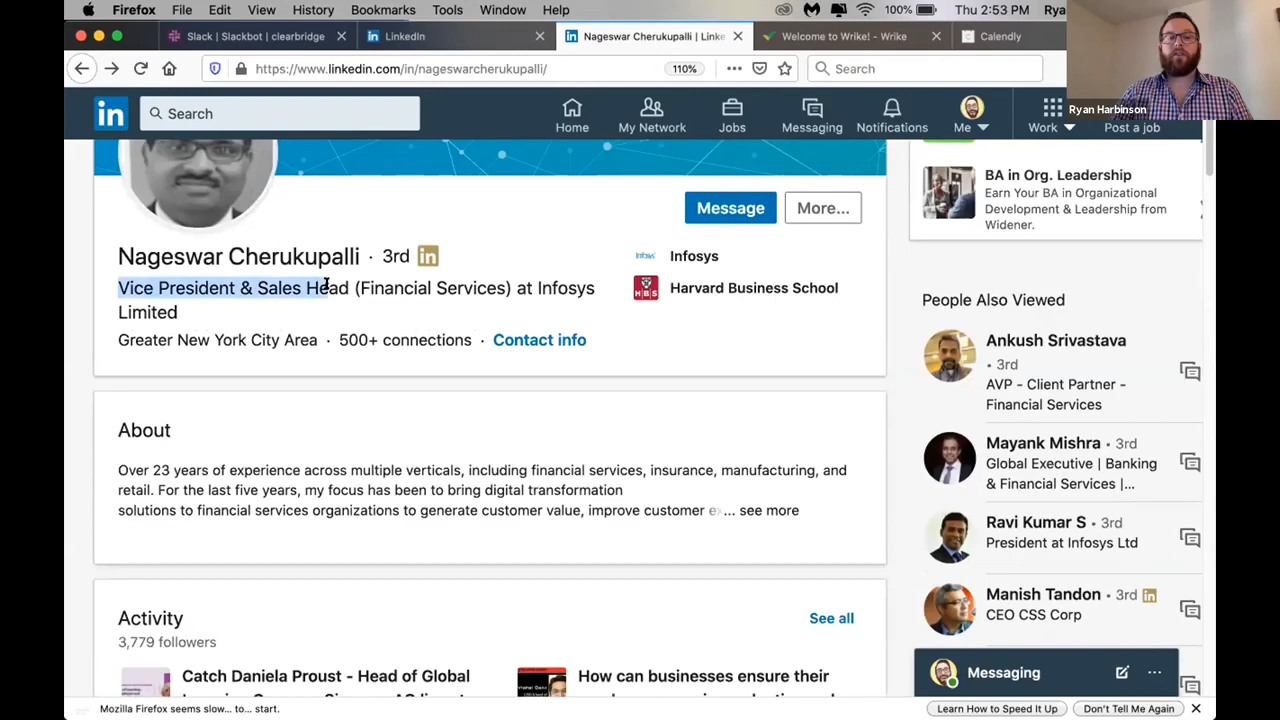 Firefox File Edit View History Bookmarks Tools Window Help 100% Thu 2:53 PM Rya
Slack | Slackbot | clearbridge × LinkedIn × Nageswar Cherukupalli | Linke × Welcome to Wrike! - Wrike × Calendly
https://www.linkedin.com/in/nageswarcherukupalli/ 110% Search
Ryan Harbinson
in Search Home My Network Jobs Messaging Notifications Me Work Post a job
BA in Org. Leadership
Earn Your BA in Organizational
Development & Leadership from
Widener.
Message More...
Nageswar Cherukupalli · 3rd in
Infosys Infosys
Vice President & Sales Head (Financial Services) at Infosys
Limited
HBS Harvard Business School
Greater New York City Area · 500+ connections · Contact info
People Also Viewed
Ankush Srivastava
• 3rd
AVP - Client Partner -
Financial Services
Mayank Mishra • 3rd
Global Executive | Banking
& Financial Services |...
Ravi Kumar S • 3rd
President at Infosys Ltd
Manish Tandon • 3rd in
CEO CSS Corp
About
Over 23 years of experience across multiple verticals, including financial services, insurance, manufacturing, and
retail. For the last five years, my focus has been to bring digital transformation
solutions to financial services organizations to generate customer value, improve customer ... see more
Activity
See all
3,779 followers
Catch Daniela Proust - Head of Global
How can businesses ensure their
Messaging
Mozilla Firefox seems slow... to... start. Learn How to Speed It Up Don't Tell Me Again ×